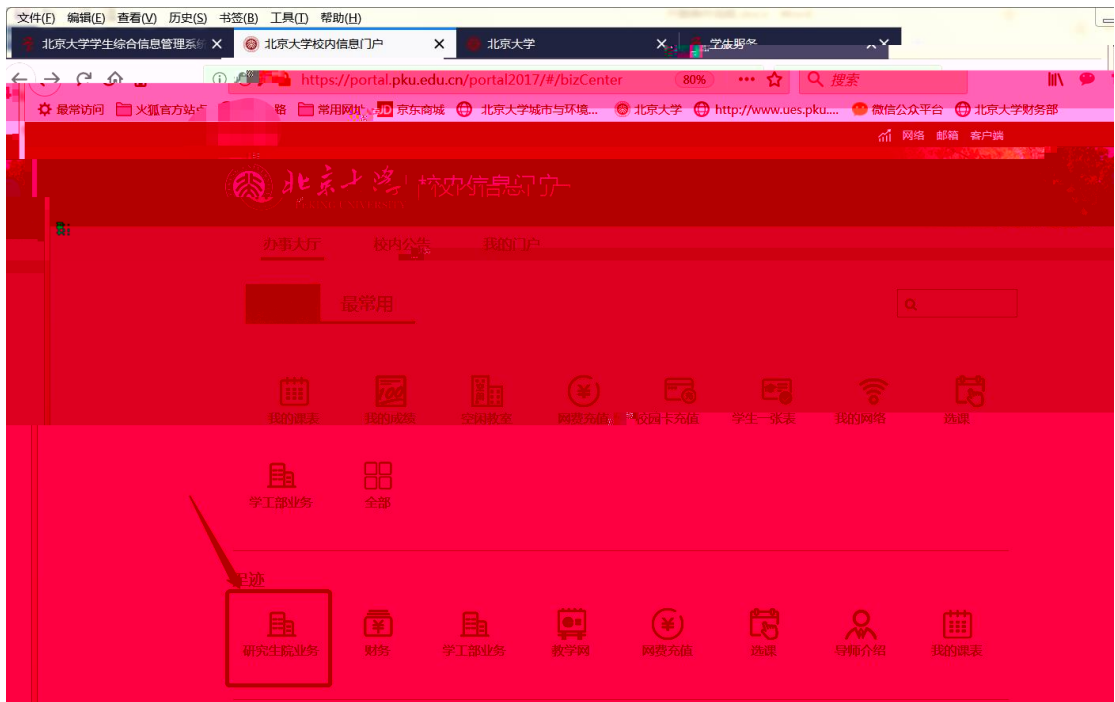 文件(F) 编辑(E) 查看(V) 历史(S) 书签(B) 工具(T) 帮助(H)
北京大学学生综合信息管理系统 × 北京大学校内信息门户 × 北京大学 × 学生服务 ×
https://portal.pku.edu.cn/portal2017/#/bizCenter 80% ••• 搜索
最常访问 火狐官方站点 常用网址 JD 京东商城 北京大学城市与环境... 北京大学 http://www.ues.pku.... 微信公众平台 北京大学财务部
网络 邮箱 客户端
北京大学 校内信息门户
PEKING UNIVERSITY
办事大厅 校内公告 我的门户
最常用
我的课表 我的成绩 空闲教室 网费充值 校园卡充值 学生一张表 我的网络 选课
学工部业务 全部
足迹
研究生院业务 财务 学工部业务 教学网 网费充值 选课 导师介绍 我的课表